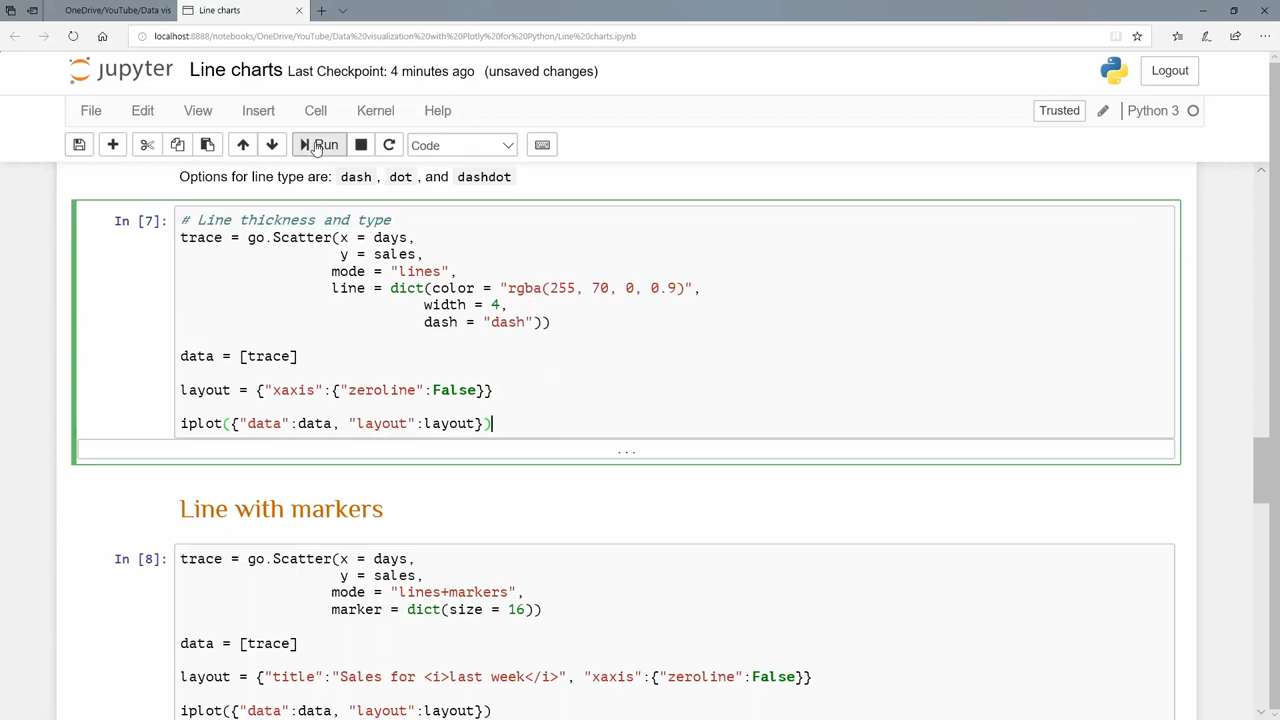 OneDrive/YouTube/Data vis
Line charts
localhost:8888/notebooks/OneDrive/YouTube/Data%20visualization%20with%20Plotly%20for%20Python/Line%20charts.ipynb
jupyter Line charts Last Checkpoint: 4 minutes ago (unsaved changes)
Logout
File Edit View Insert Cell Kernel Help
Trusted Python 3
Run Code
Options for line type are: dash , dot , and dashdot
In [7]: # Line thickness and type
trace = go.Scatter(x = days,
y = sales,
mode = "lines",
line = dict(color = "rgba(255, 70, 0, 0.9)",
width = 4,
dash = "dash"))
data = [trace]
layout = {"xaxis":{"zeroline":False}}
iplot({"data":data, "layout":layout})
...
Line with markers
In [8]: trace = go.Scatter(x = days,
y = sales,
mode = "lines+markers",
marker = dict(size = 16))
data = [trace]
layout = {"title":"Sales for <i>last week</i>", "xaxis":{"zeroline":False}}
iplot({"data":data, "layout":layout})